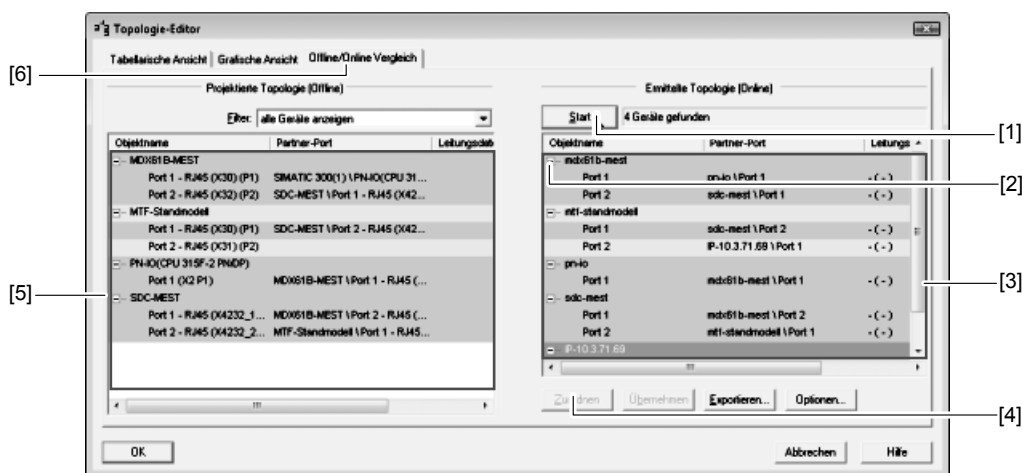 Topologie-Editor
Tabellarische Ansicht Grafische Ansicht Offline/Online Vergleich
[6]
Projektierte Topologie (Offline)
Filter: alle Geräte anzeigen
Objektname Partner-Port Leitungsdat
MDX61B-MEST
Port 1 - RJ45 (X30) (P1) SIMATIC 300(1) \ PN-IO(CPU 31...
Port 2 - RJ45 (X32) (P2) SDC-MEST \ Port 1 - RJ45 (X42...
MTF-Standmodell
Port 1 - RJ45 (X30) (P1) SDC-MEST \ Port 2 - RJ45 (X42...
Port 2 - RJ45 (X31) (P2)
PN-IO(CPU 315F-2 PN/DP)
Port 1 (X2 P1) MDX61B-MEST \ Port 1 - RJ45 (...
[5]
SDC-MEST
Port 1 - RJ45 (X4232_1... MDX61B-MEST \ Port 2 - RJ45 (...
Port 2 - RJ45 (X4232_2... MTF-Standmodell \ Port 1 - RJ45...
Ermittelte Topologie (Online)
Start 4 Geräte gefunden
[1]
Objektname Partner-Port Leitungs
mdx61b-mest
[2]
Port 1 pn-io \ Port 1 - ( - )
Port 2 sdc-mest \ Port 1 - ( - )
mtf-standmodell
Port 1 sdc-mest \ Port 2 - ( - )
Port 2 IP-10.3.71.69 \ Port 1 - ( - )
pn-io
Port 1 mdx61b-mest \ Port 1 - ( - )
[3]
sdc-mest
Port 1 mdx61b-mest \ Port 2 - ( - )
Port 2 mtf-standmodell \ Port 1 - ( - )
IP-10.3.71.69
Zuordnen Übernehmen Exportieren... Optionen...
[4]
OK Abbrechen Hilfe